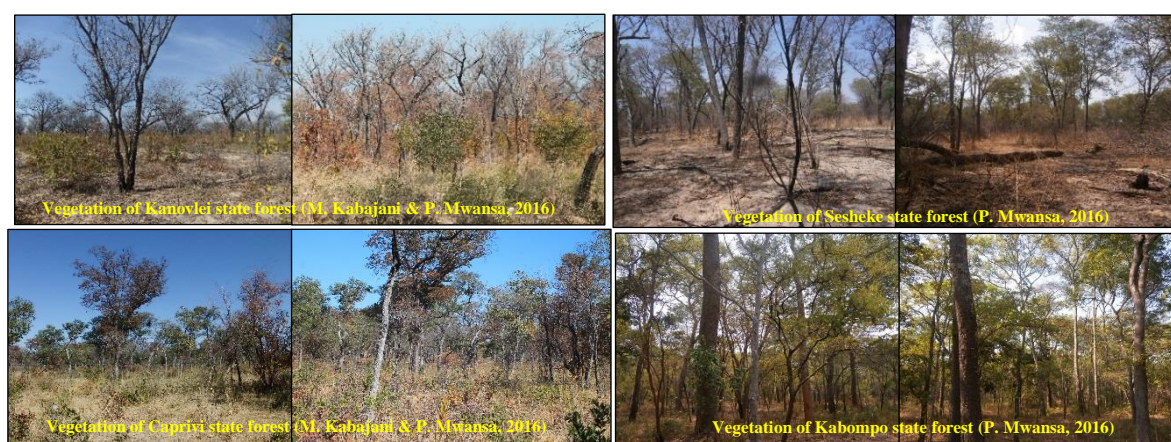 Vegetation of Kanovlei state forest (M. Kabajani & P. Mwansa, 2016)
Vegetation of Sesheke state forest (P. Mwansa, 2016)
Vegetation of Caprivi state forest (M. Kabajani & P. Mwansa, 2016)
Vegetation of Kabompo state forest (P. Mwansa, 2016)